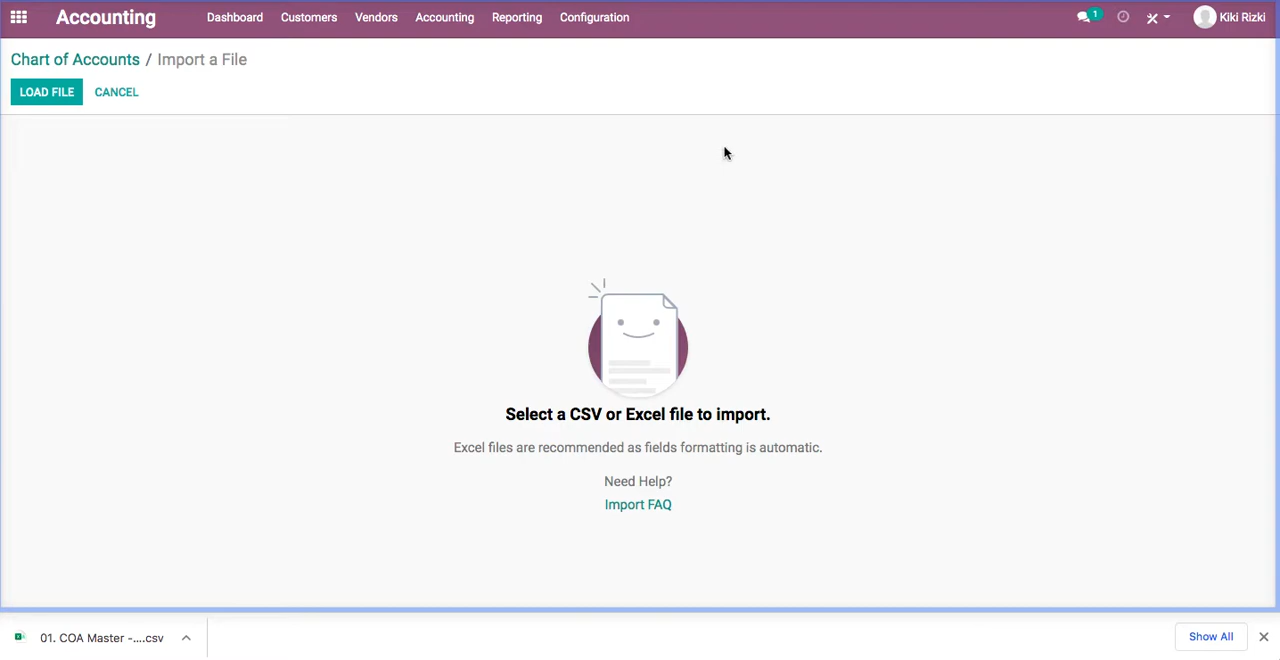 Accounting Dashboard Customers Vendors Accounting Reporting Configuration 1 Kiki Rizki
Chart of Accounts / Import a File
LOAD FILE CANCEL
Select a CSV or Excel file to import.
Excel files are recommended as fields formatting is automatic.
Need Help?
Import FAQ
01. COA Master -....csv Show All